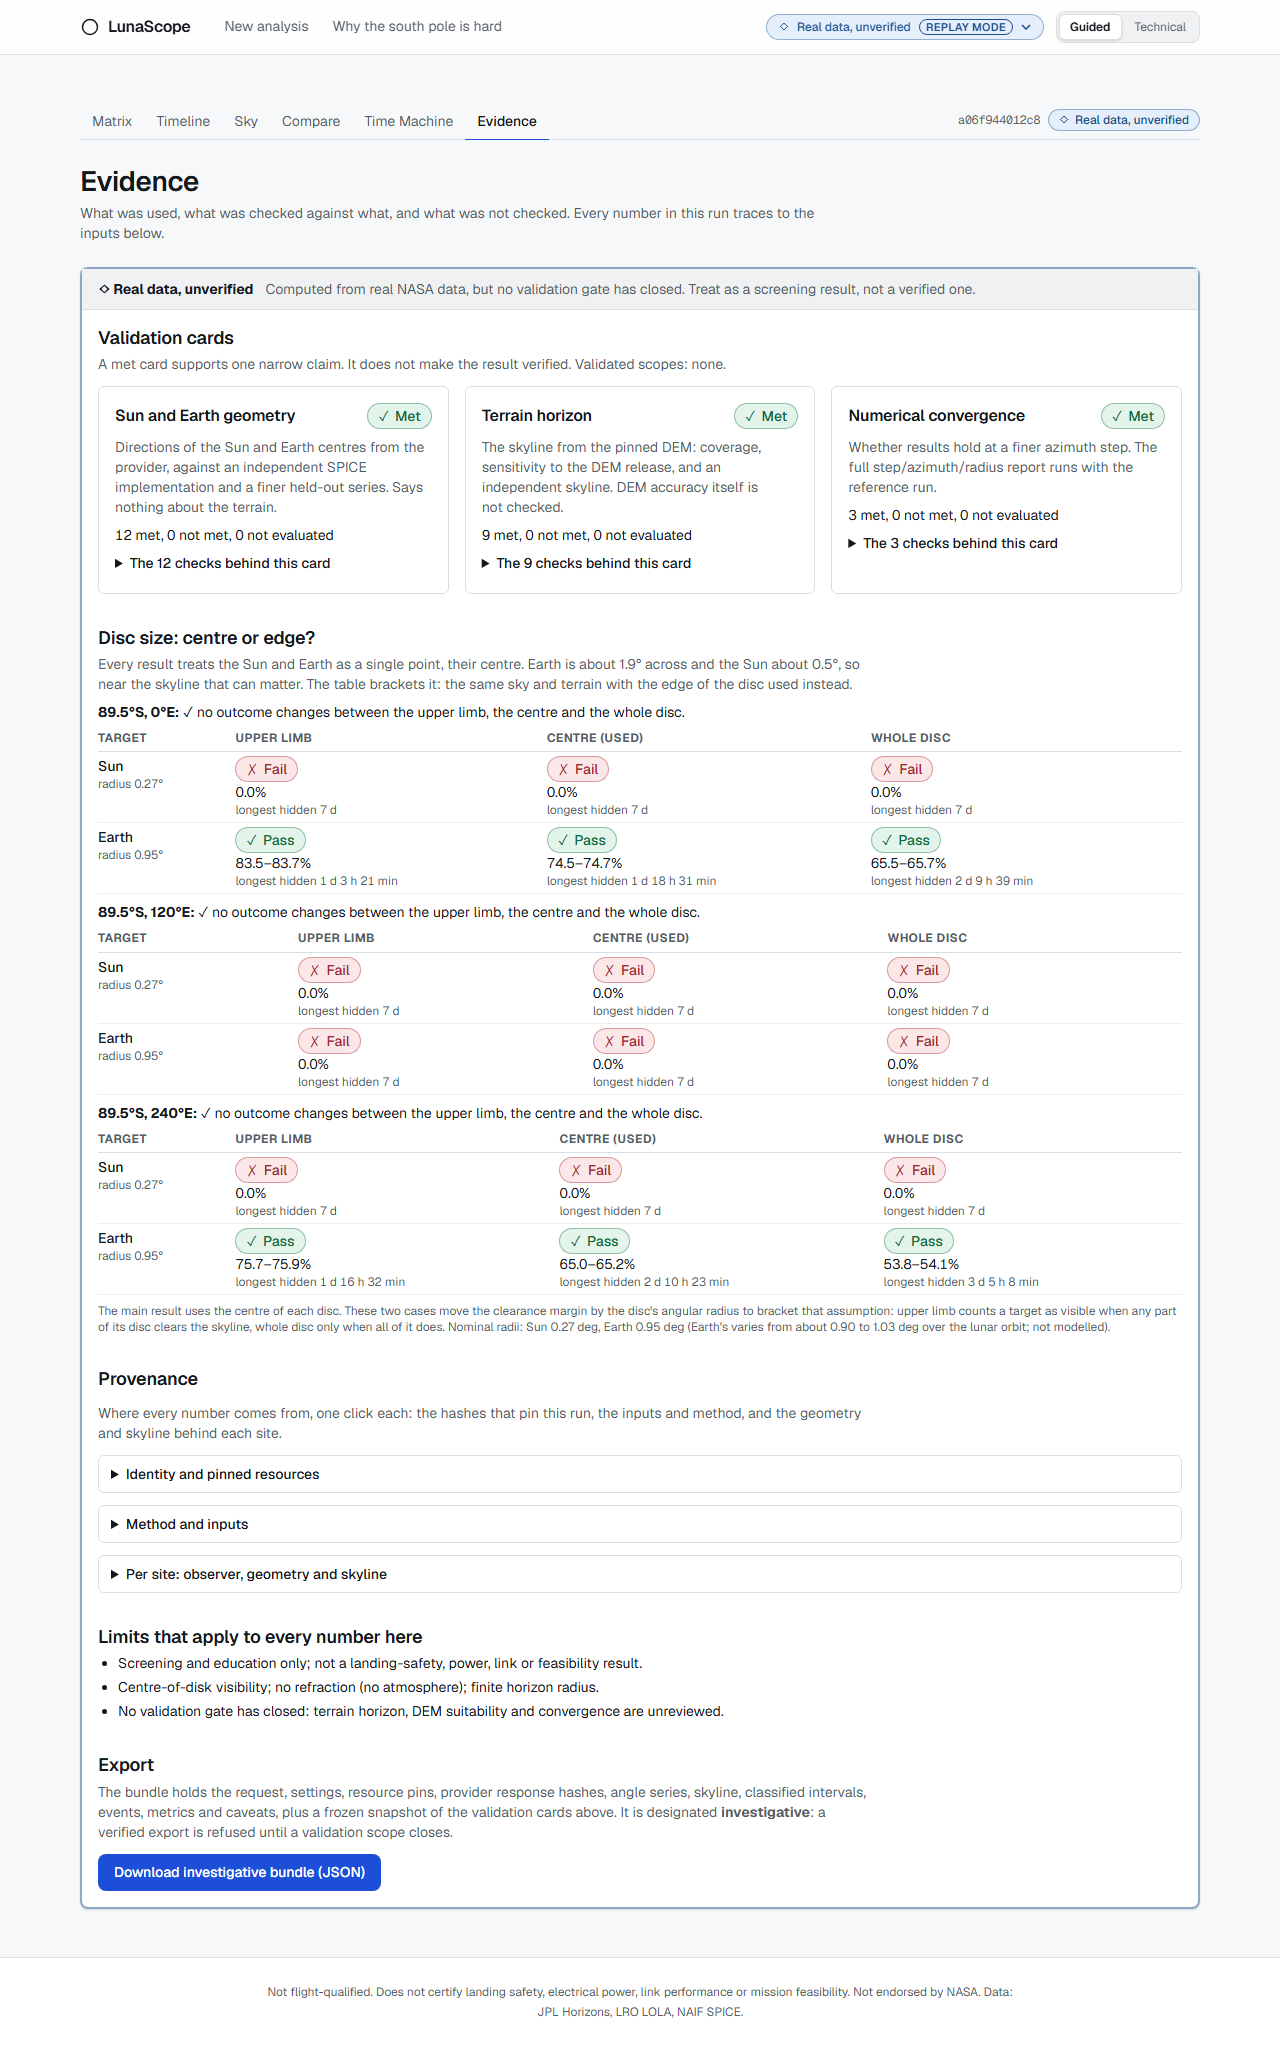 LunaScope
New analysis
Why the south pole is hard
◇ Real data, unverified REPLAY MODE
Guided
Technical
Matrix
Timeline
Sky
Compare
Time Machine
Evidence
a06f944012c8
◇ Real data, unverified
Evidence
What was used, what was checked against what, and what was not checked. Every number in this run traces to the
inputs below.
◇ Real data, unverified Computed from real NASA data, but no validation gate has closed. Treat as a screening result, not a verified one.
Validation cards
A met card supports one narrow claim. It does not make the result verified. Validated scopes: none.
Sun and Earth geometry
✓ Met
Directions of the Sun and Earth centres from the
provider, against an independent SPICE
implementation and a finer held-out series. Says
nothing about the terrain.
12 met, 0 not met, 0 not evaluated
▶ The 12 checks behind this card
Terrain horizon
✓ Met
The skyline from the pinned DEM: coverage,
sensitivity to the DEM release, and an
independent skyline. DEM accuracy itself is
not checked.
9 met, 0 not met, 0 not evaluated
▶ The 9 checks behind this card
Numerical convergence
✓ Met
Whether results hold at a finer azimuth step. The
full step/azimuth/radius report runs with the
reference run.
3 met, 0 not met, 0 not evaluated
▶ The 3 checks behind this card
Disc size: centre or edge?
Every result treats the Sun and Earth as a single point, their centre. Earth is about 1.9° across and the Sun about 0.5°, so
near the skyline that can matter. The table brackets it: the same sky and terrain with the edge of the disc used instead.
89.5°S, 0°E: ✓ no outcome changes between the upper limb, the centre and the whole disc.
TARGET UPPER LIMB CENTRE (USED) WHOLE DISC
Sun ✗ Fail ✗ Fail ✗ Fail
radius 0.27° 0.0% 0.0% 0.0%
longest hidden 7 d longest hidden 7 d longest hidden 7 d
Earth ✓ Pass ✓ Pass ✓ Pass
radius 0.95° 83.5–83.7% 74.5–74.7% 65.5–65.7%
longest hidden 1 d 3 h 21 min longest hidden 1 d 18 h 31 min longest hidden 2 d 9 h 39 min
89.5°S, 120°E: ✓ no outcome changes between the upper limb, the centre and the whole disc.
TARGET UPPER LIMB CENTRE (USED) WHOLE DISC
Sun ✗ Fail ✗ Fail ✗ Fail
radius 0.27° 0.0% 0.0% 0.0%
longest hidden 7 d longest hidden 7 d longest hidden 7 d
Earth ✗ Fail ✗ Fail ✗ Fail
radius 0.95° 0.0% 0.0% 0.0%
longest hidden 7 d longest hidden 7 d longest hidden 7 d
89.5°S, 240°E: ✓ no outcome changes between the upper limb, the centre and the whole disc.
TARGET UPPER LIMB CENTRE (USED) WHOLE DISC
Sun ✗ Fail ✗ Fail ✗ Fail
radius 0.27° 0.0% 0.0% 0.0%
longest hidden 7 d longest hidden 7 d longest hidden 7 d
Earth ✓ Pass ✓ Pass ✓ Pass
radius 0.95° 75.7–75.9% 65.0–65.2% 53.8–54.1%
longest hidden 1 d 16 h 32 min longest hidden 2 d 10 h 23 min longest hidden 3 d 5 h 8 min
The main result uses the centre of each disc. These two cases move the clearance margin by the disc's angular radius to bracket that assumption: upper limb counts a target as visible when any part
of its disc clears the skyline, whole disc only when all of it does. Nominal radii: Sun 0.27 deg, Earth 0.95 deg (Earth's varies from about 0.90 to 1.03 deg over the lunar orbit; not modelled).
Provenance
Where every number comes from, one click each: the hashes that pin this run, the inputs and method, and the geometry
and skyline behind each site.
▶ Identity and pinned resources
▶ Method and inputs
▶ Per site: observer, geometry and skyline
Limits that apply to every number here
• Screening and education only; not a landing-safety, power, link or feasibility result.
• Centre-of-disk visibility; no refraction (no atmosphere); finite horizon radius.
• No validation gate has closed: terrain horizon, DEM suitability and convergence are unreviewed.
Export
The bundle holds the request, settings, resource pins, provider response hashes, angle series, skyline, classified intervals,
events, metrics and caveats, plus a frozen snapshot of the validation cards above. It is designated investigative: a
verified export is refused until a validation scope closes.
Download investigative bundle (JSON)
Not flight-qualified. Does not certify landing safety, electrical power, link performance or mission feasibility. Not endorsed by NASA. Data:
JPL Horizons, LRO LOLA, NAIF SPICE.